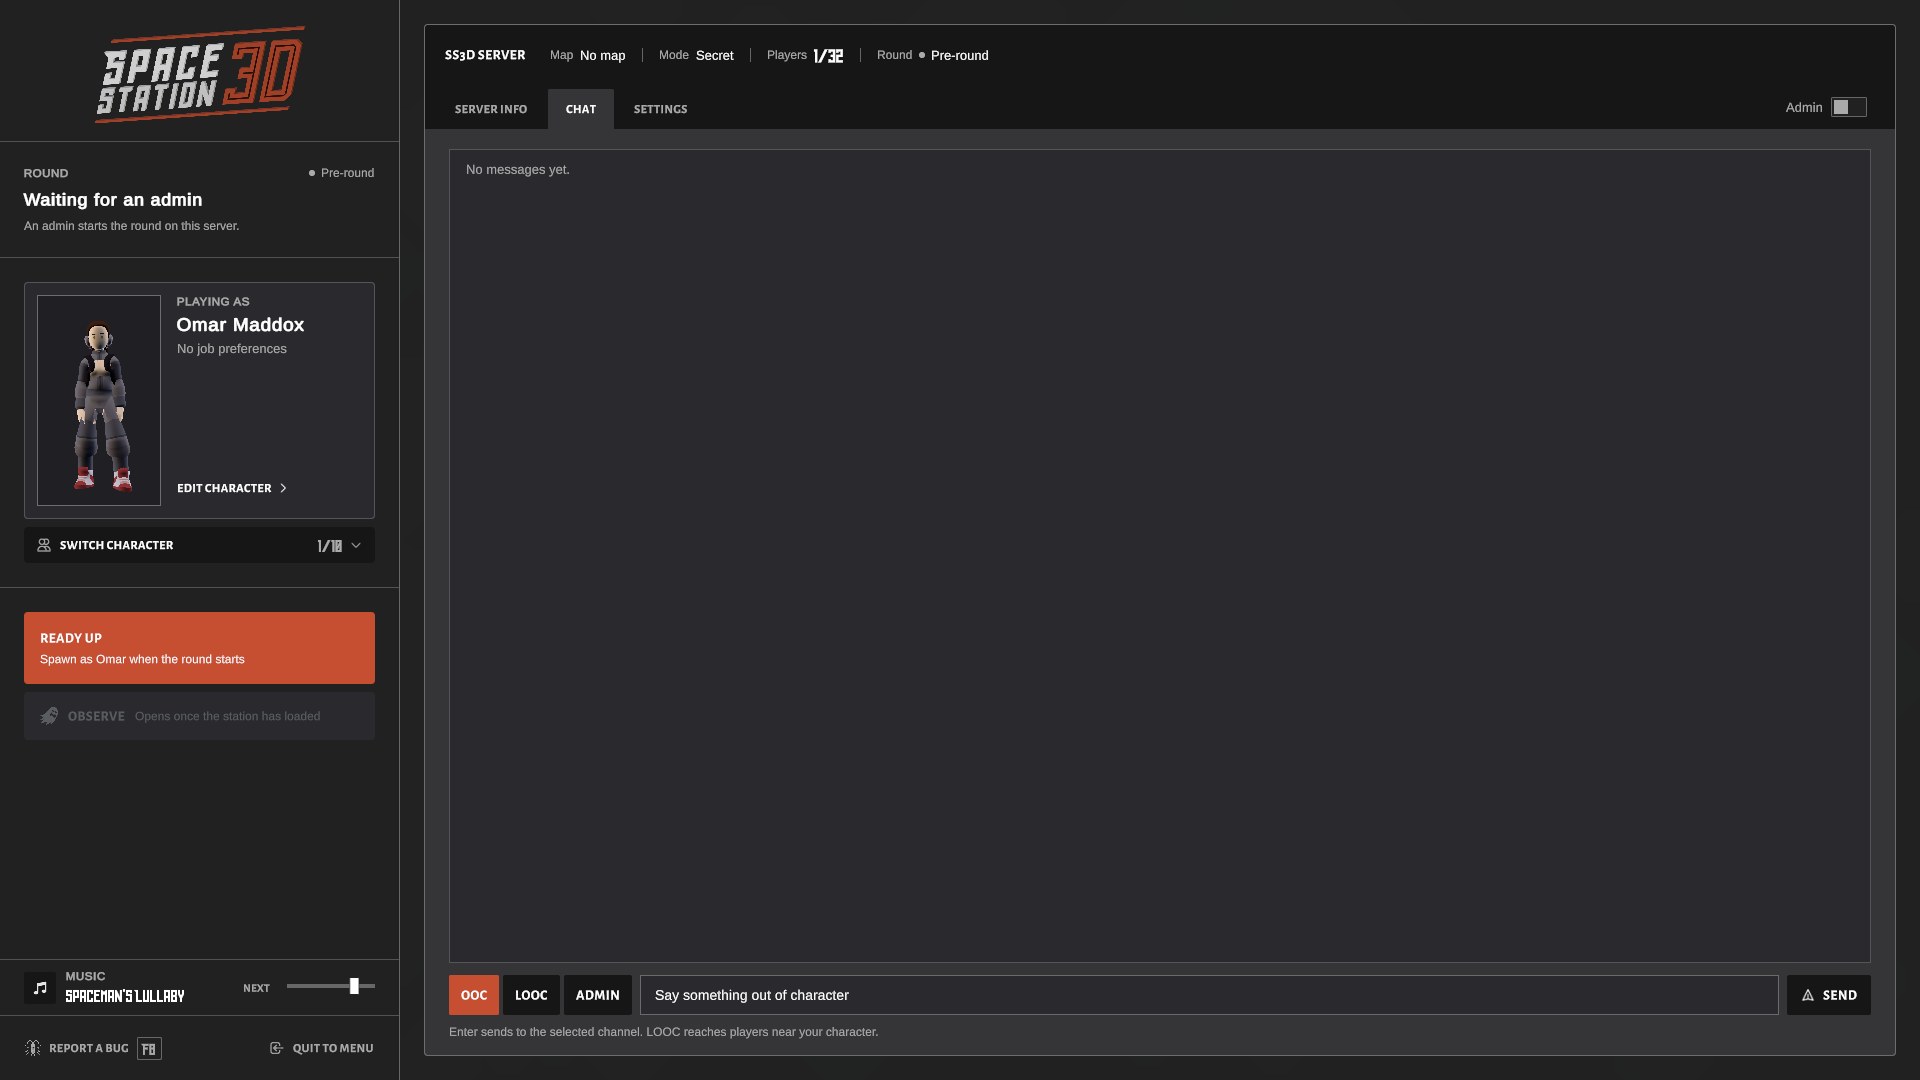 SPACE STATION 3D
ROUND
Pre-round
Waiting for an admin
An admin starts the round on this server.
PLAYING AS
Omar Maddox
No job preferences
EDIT CHARACTER
SWITCH CHARACTER
1/10
READY UP
Spawn as Omar when the round starts
OBSERVE Opens once the station has loaded
MUSIC
SPACEMAN'S LULLABY
NEXT
REPORT A BUG F8
QUIT TO MENU
SS3D SERVER Map No map Mode Secret Players 1/32 Round Pre-round
SERVER INFO CHAT SETTINGS
Admin
No messages yet.
OOC LOOC ADMIN Say something out of character SEND
Enter sends to the selected channel. LOOC reaches players near your character.